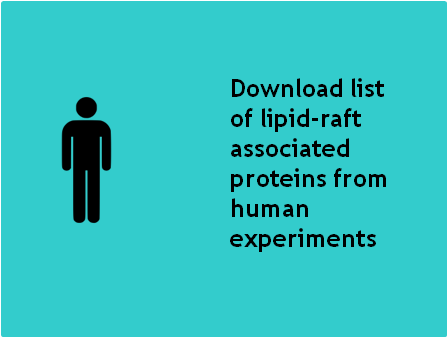 Download list
of lipid-raft
associated
proteins from
human
experiments